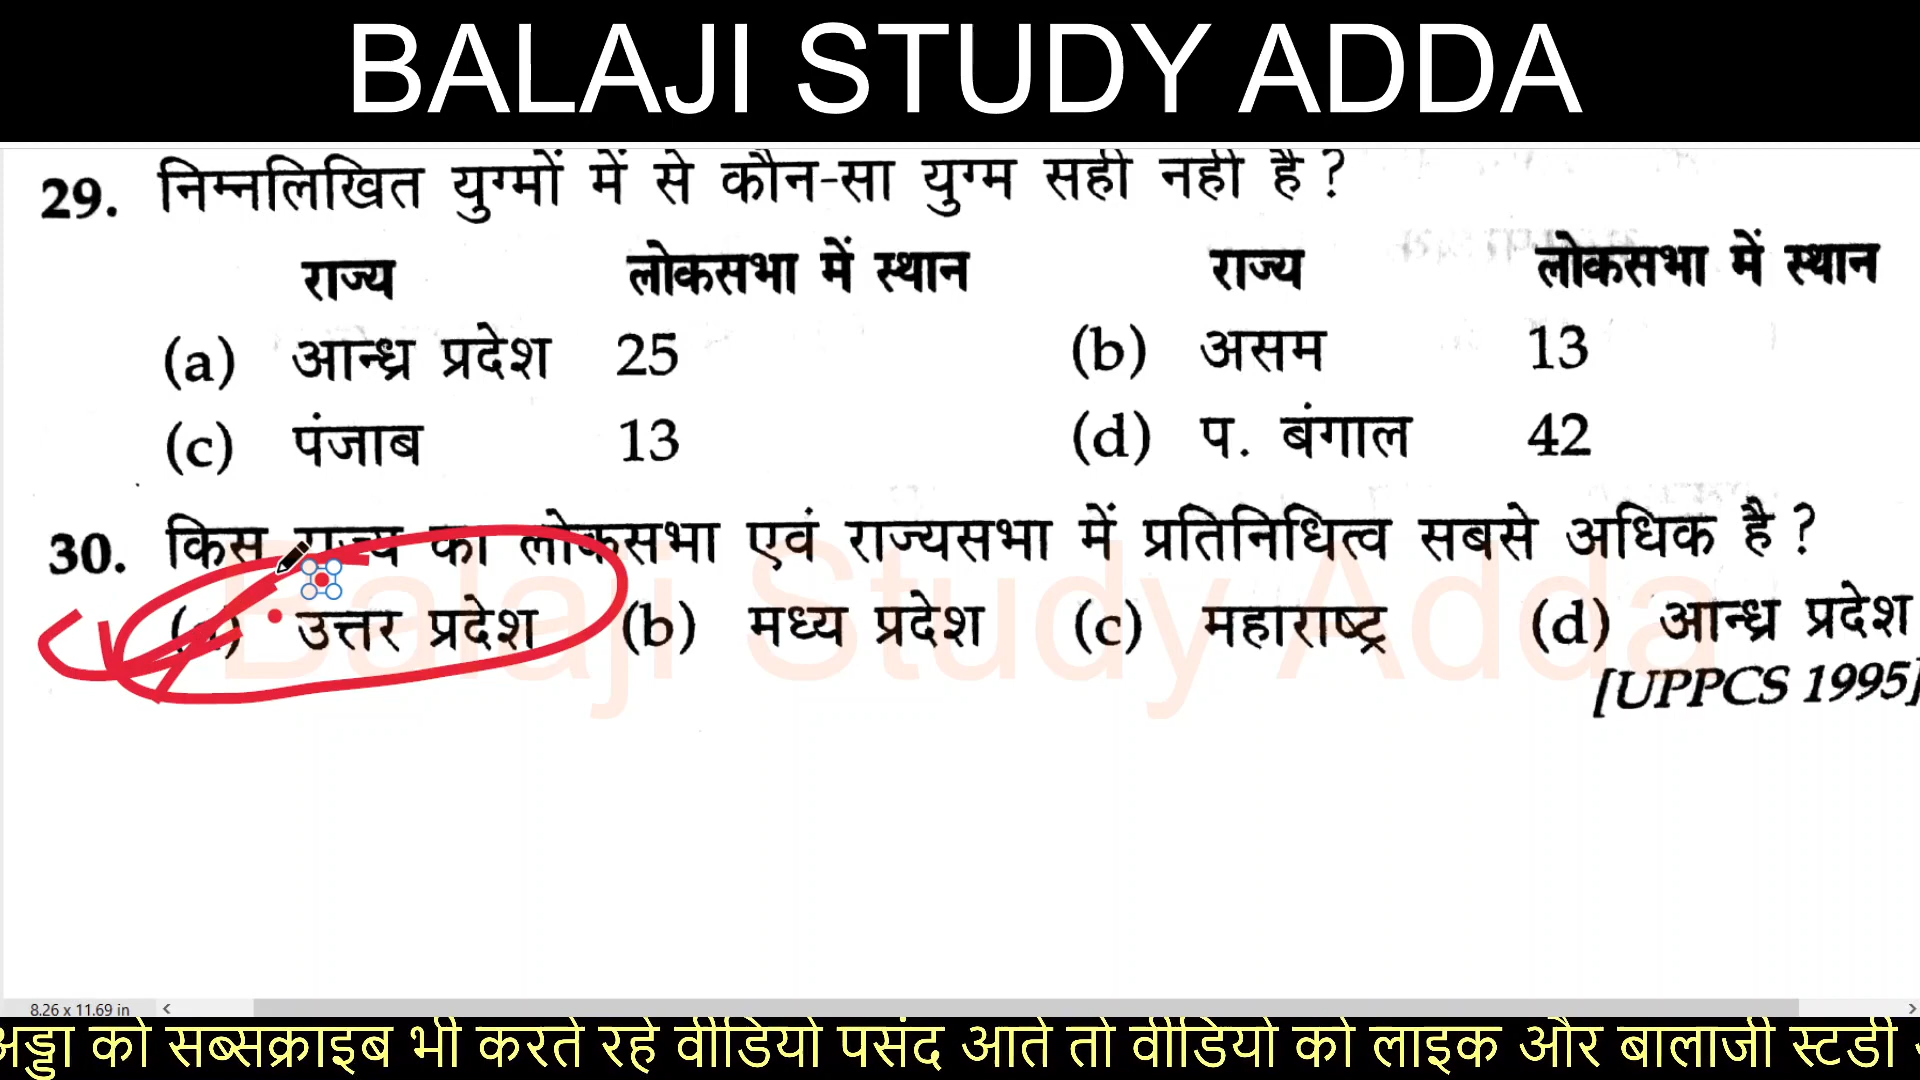 BALAJI STUDY ADDA
29. निम्नलिखित युग्मों में से कौन-सा युग्म सही नहीं है ?
राज्य लोकसभा में स्थान राज्य लोकसभा में स्थान
(a) आन्ध्र प्रदेश 25 (b) असम 13
(c) पंजाब 13 (d) प. बंगाल 42
30. किस राज्य का लोकसभा एवं राज्यसभा में प्रतिनिधित्व सबसे अधिक है ?
(a) उत्तर प्रदेश (b) मध्य प्रदेश (c) महाराष्ट्र (d) आन्ध्र प्रदेश
Balaji Study Adda
[UPPCS 1995]
8.26 x 11.69 in
अड्डा को सब्सक्राइब भी करते रहे वीडियो पसंद आते तो वीडियो को लाइक और बालाजी स्टडी